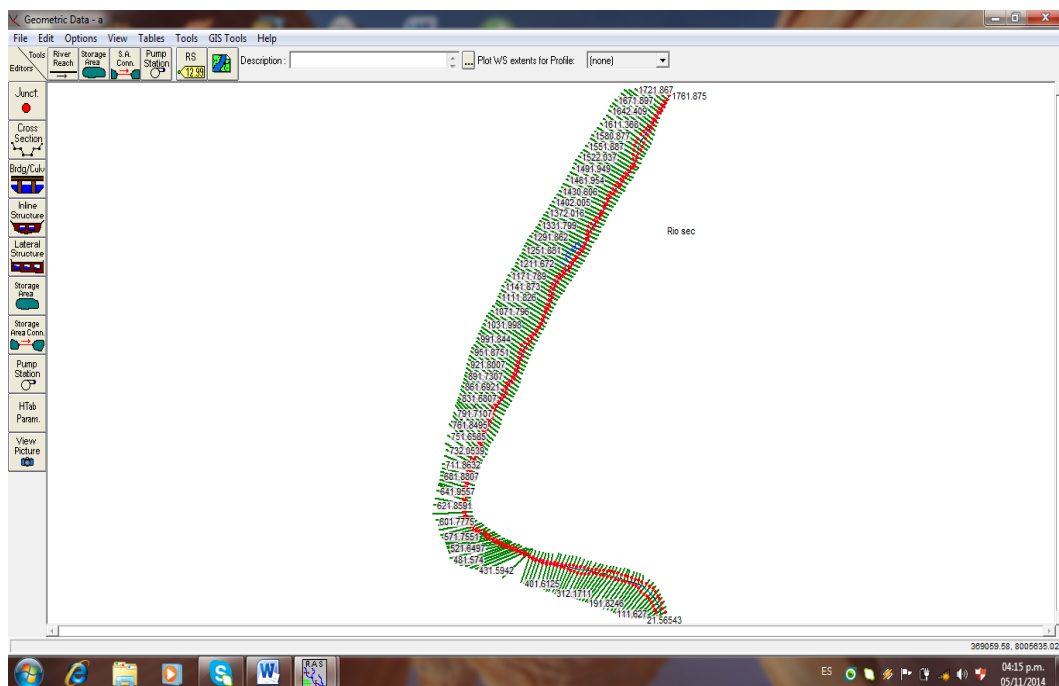 Geometric Data - a
File Edit Options View Tables Tools GIS Tools Help
Tools
Editors
River
Reach
Storage
Area
S.A.
Conn.
Pump
Station
RS
12.99
Description :
...
Plot WS extents for Profile:
(none)
Junct.
Cross
Section
Brdg/Culv
Inline
Structure
Lateral
Structure
Storage
Area
Storage
Area Conn.
Pump
Station
HTab
Param.
View
Picture
1721.867
1761.875
1671.897
1642.409
1611.368
1580.877
1551.887
1522.037
1491.949
1461.954
1430.606
1402.005
1372.016
1331.799
1291.862
1251.881
1211.672
1171.789
1141.873
1111.826
1071.796
1031.998
991.844
951.8751
921.8007
891.7307
861.6921
831.6807
791.7107
761.8495
751.6585
732.0539
711.8632
681.8807
641.9557
621.8591
601.7775
571.7551
521.6497
481.574
431.5942
401.6125
312.1711
191.8246
111.627
21.56543
Rio sec
369059.58, 8005635.02
W
RAS
ES
04:15 p.m.
05/11/2014